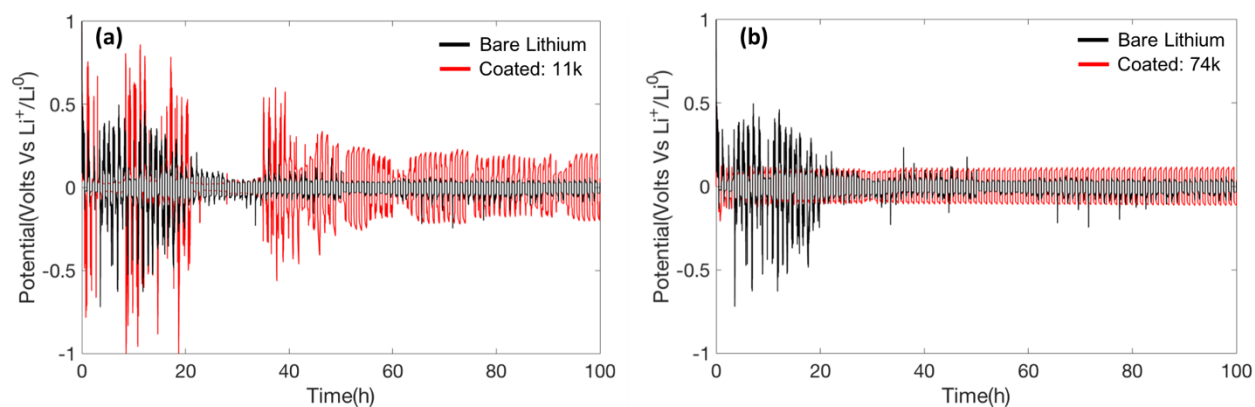 (a)
Bare Lithium
Coated: 11k
Potential(Volts Vs Li⁺/Li⁰)
1
0.5
0
-0.5
-1
0
20
40
60
80
100
Time(h)
(b)
Bare Lithium
Coated: 74k
Potential(Volts Vs Li⁺/Li⁰)
1
0.5
0
-0.5
-1
0
20
40
60
80
100
Time(h)